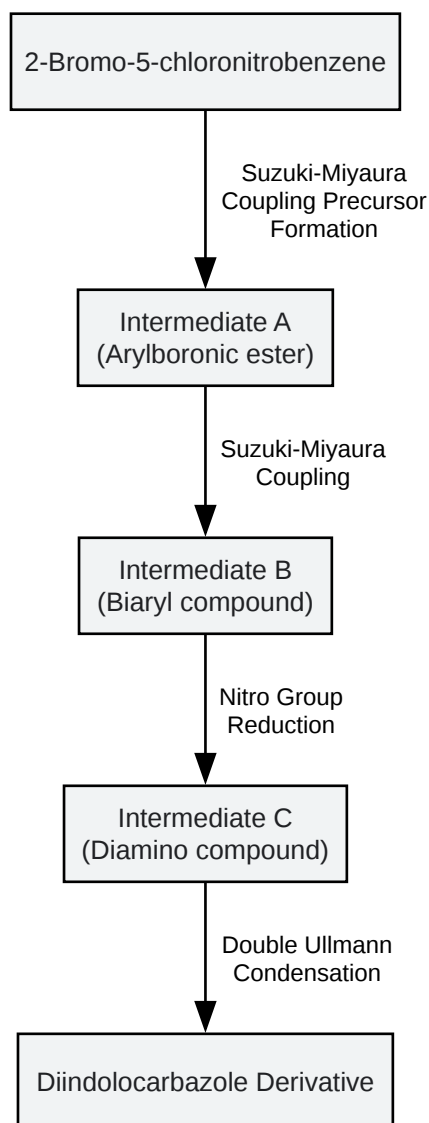 2-Bromo-5-chloronitrobenzene
Suzuki-Miyaura
Coupling Precursor
Formation
Intermediate A
(Arylboronic ester)
Suzuki-Miyaura
Coupling
Intermediate B
(Biaryl compound)
Nitro Group
Reduction
Intermediate C
(Diamino compound)
Double Ullmann
Condensation
Diindolocarbazole Derivative